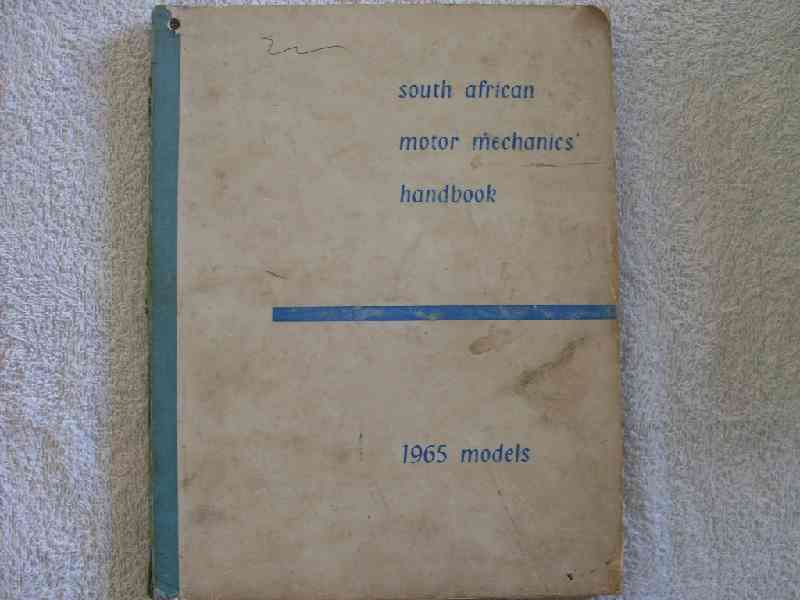 south african
motor mechanics'
handbook
1965 models